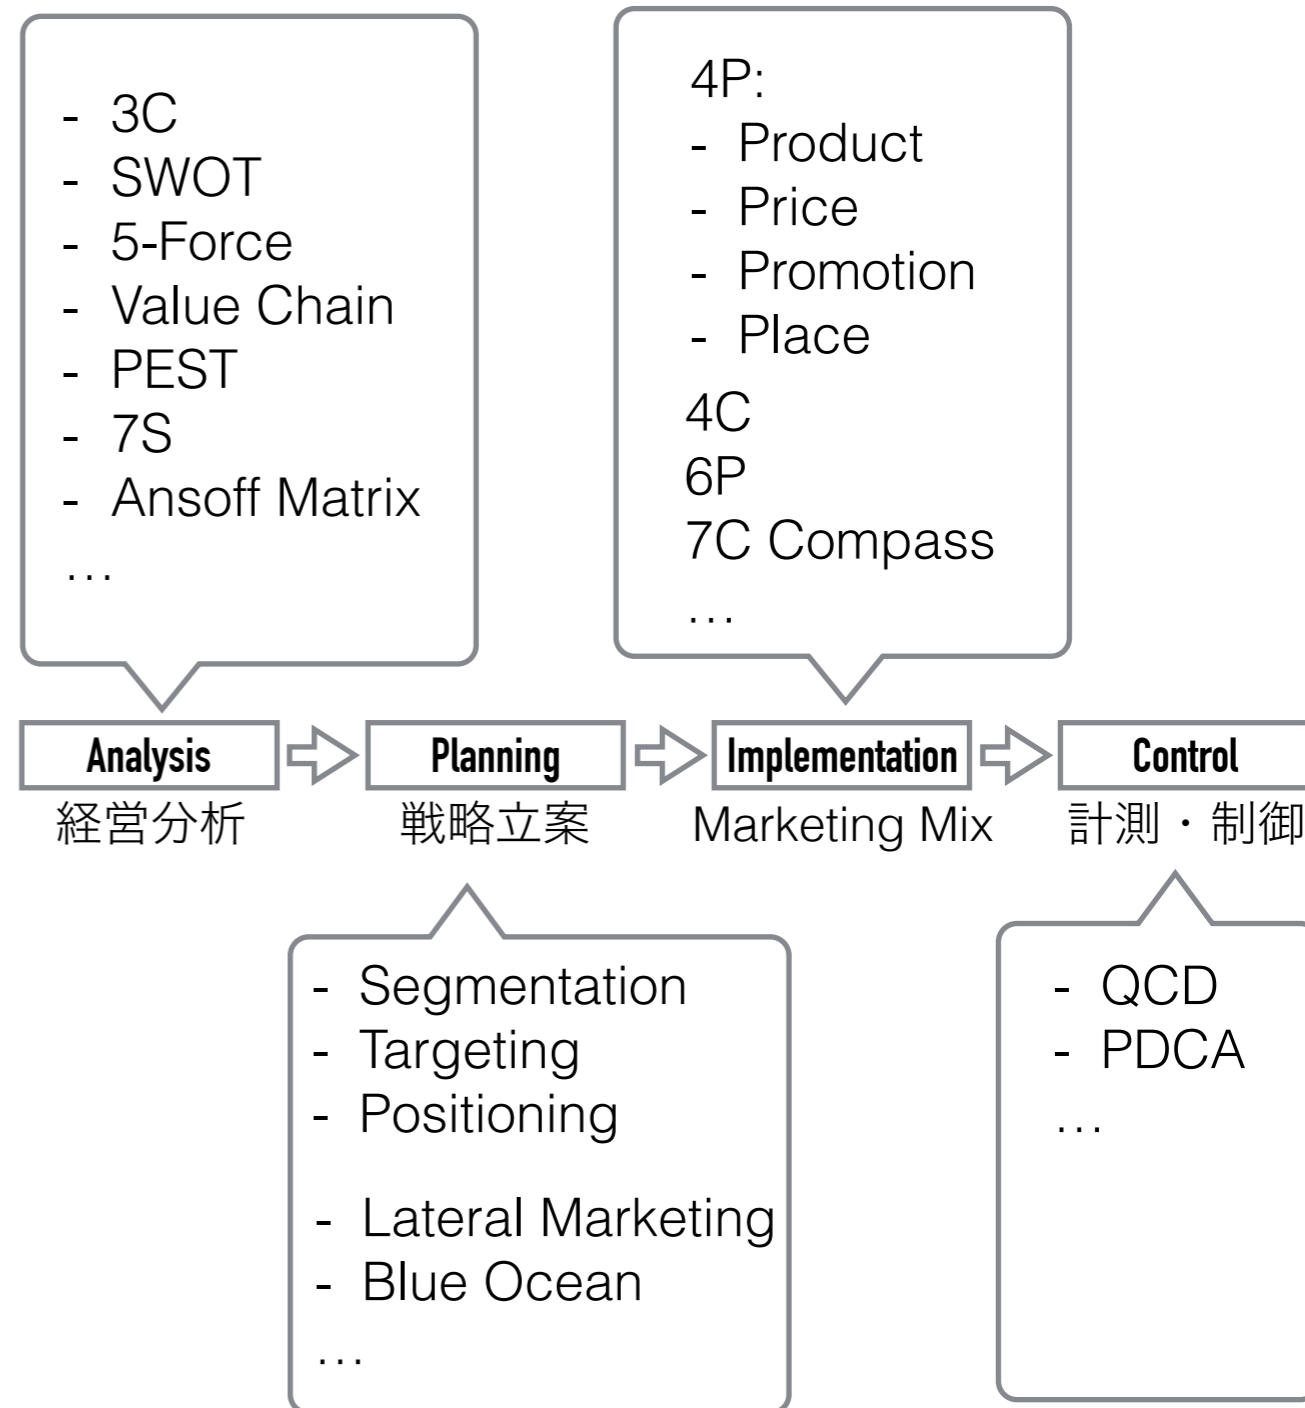 - 3C
- SWOT
- 5-Force
- Value Chain
- PEST
- 7S
- Ansoff Matrix
…
4P:
- Product
- Price
- Promotion
- Place
4C
6P
7C Compass
…
Analysis
Planning
Implementation
Control
経営分析
戦略立案
Marketing Mix
計測・制御
- Segmentation
- Targeting
- Positioning
- Lateral Marketing
- Blue Ocean
…
- QCD
- PDCA
…